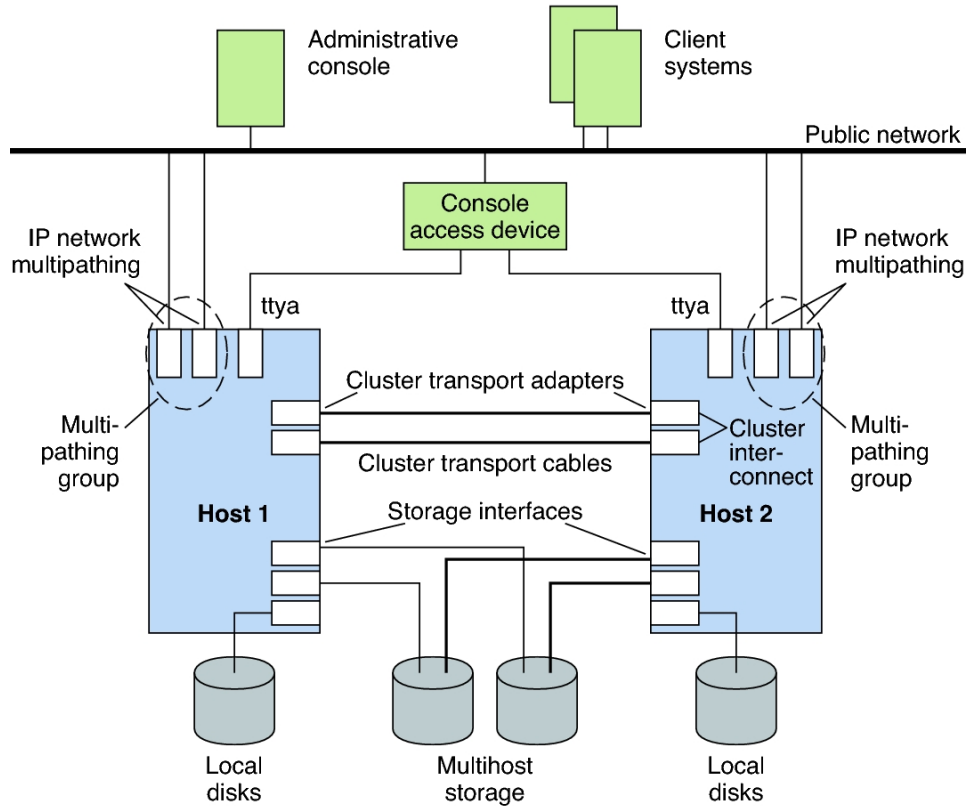 Administrative
console
Client
systems
Public network
Console
access device
IP network
multipathing
IP network
multipathing
ttya
ttya
Cluster transport adapters
Multi-
pathing
group
Cluster
inter-
connect
Multi-
pathing
group
Cluster transport cables
Host 1
Storage interfaces
Host 2
Local
disks
Multihost
storage
Local
disks